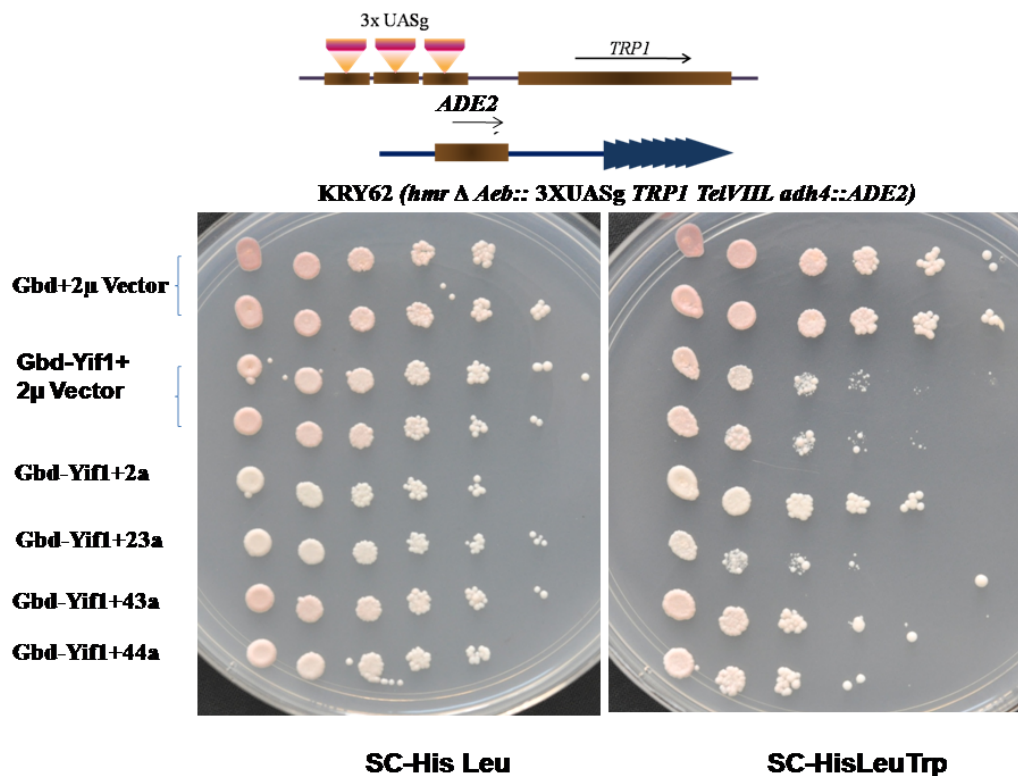 3x UASg
TRP1
ADE2
KRY62 (hmr Δ Aeb:: 3XUASg TRP1 TelVIIL adh4::ADE2)
Gbd+2μ Vector
Gbd-Yif1+
2μ Vector
Gbd-Yif1+2a
Gbd-Yif1+23a
Gbd-Yif1+43a
Gbd-Yif1+44a
SC-His Leu
SC-HisLeuTrp